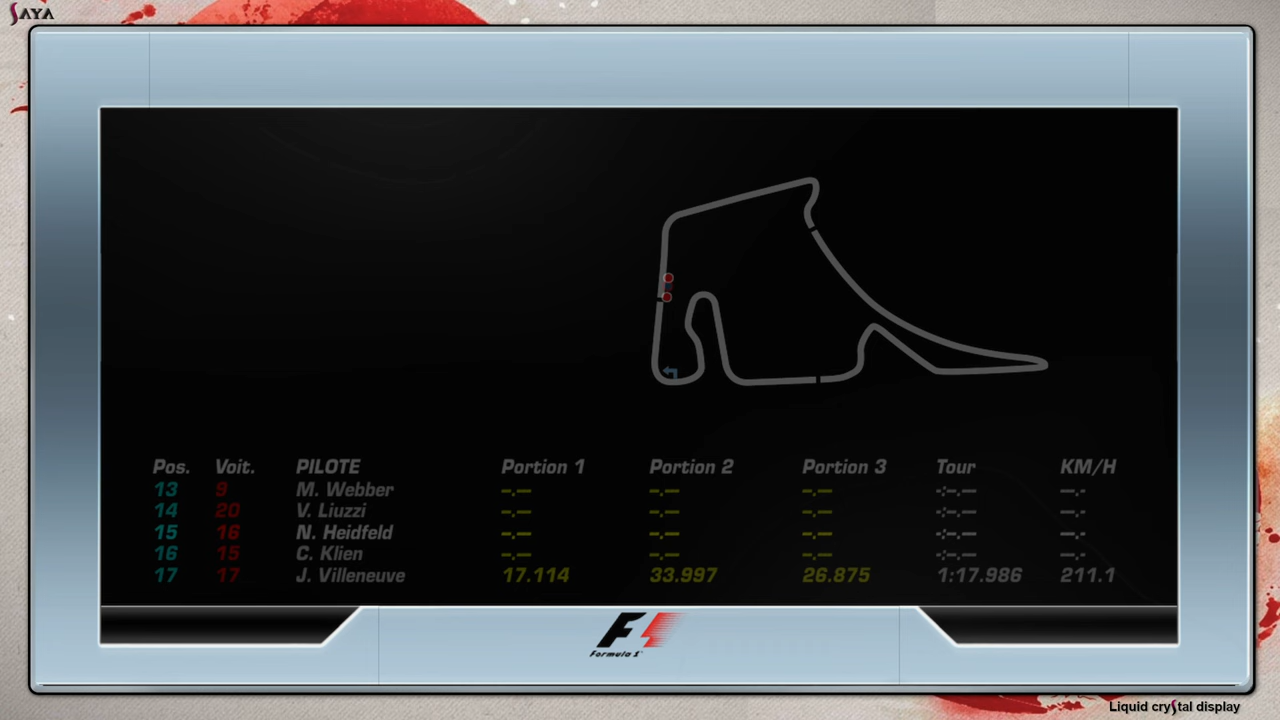 SAYA
Pos. Voit. PILOTE Portion 1 Portion 2 Portion 3 Tour KM/H
13 9 M. Webber -.-- -.-- -.-- -:--.-- --.-
14 20 V. Liuzzi -.-- -.-- -.-- -:--.-- --.-
15 16 N. Heidfeld -.-- -.-- -.-- -:--.-- --.-
16 15 C. Klien -.-- -.-- -.-- -:--.-- --.-
17 17 J. Villeneuve 17.114 33.997 26.875 1:17.986 211.1
F1
Formula 1
Liquid crystal display